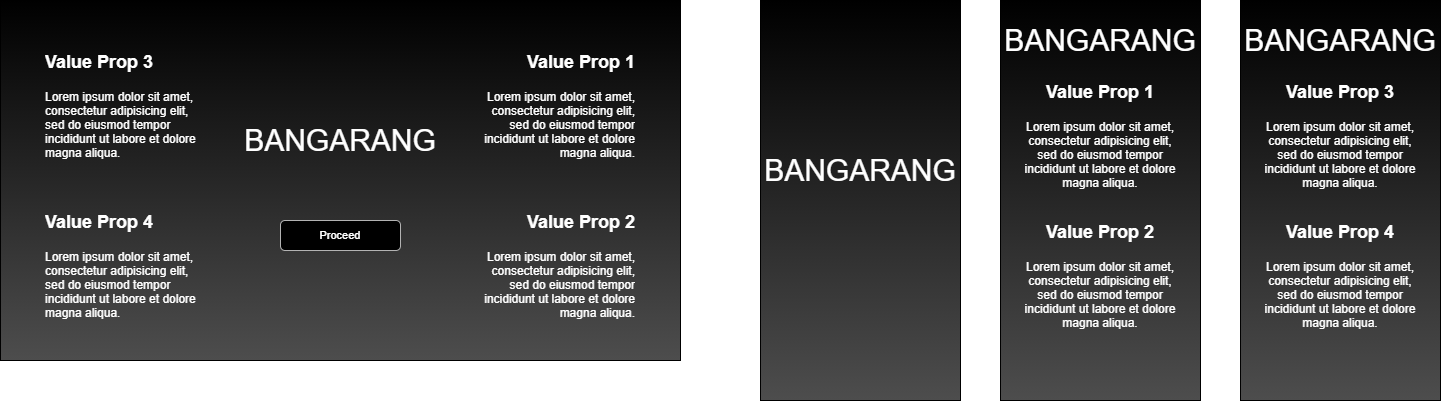 Value Prop 3
Lorem ipsum dolor sit amet,
consectetur adipisicing elit,
sed do eiusmod tempor
incididunt ut labore et dolore
magna aliqua.
Value Prop 4
Lorem ipsum dolor sit amet,
consectetur adipisicing elit,
sed do eiusmod tempor
incididunt ut labore et dolore
magna aliqua.
BANGARANG
Proceed
Value Prop 1
Lorem ipsum dolor sit amet,
consectetur adipisicing elit,
sed do eiusmod tempor
incididunt ut labore et dolore
magna aliqua.
Value Prop 2
Lorem ipsum dolor sit amet,
consectetur adipisicing elit,
sed do eiusmod tempor
incididunt ut labore et dolore
magna aliqua.
BANGARANG
BANGARANG
Value Prop 1
Lorem ipsum dolor sit amet,
consectetur adipisicing elit,
sed do eiusmod tempor
incididunt ut labore et dolore
magna aliqua.
Value Prop 2
Lorem ipsum dolor sit amet,
consectetur adipisicing elit,
sed do eiusmod tempor
incididunt ut labore et dolore
magna aliqua.
BANGARANG
Value Prop 3
Lorem ipsum dolor sit amet,
consectetur adipisicing elit,
sed do eiusmod tempor
incididunt ut labore et dolore
magna aliqua.
Value Prop 4
Lorem ipsum dolor sit amet,
consectetur adipisicing elit,
sed do eiusmod tempor
incididunt ut labore et dolore
magna aliqua.